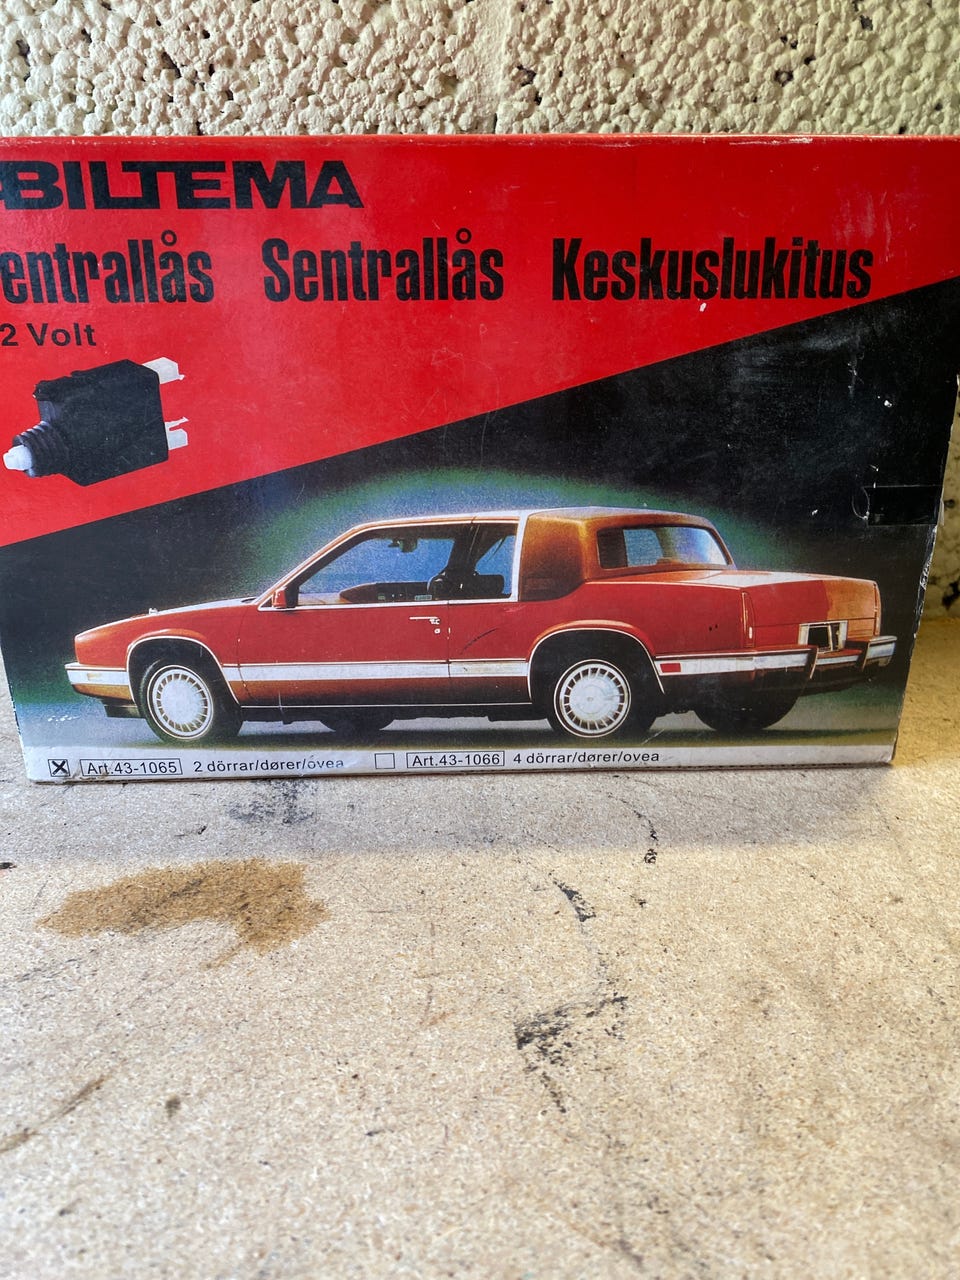 BILTEMA
entrallås Sentrallås Keskuslukitus
2 Volt
Art.43-1065 2 dörrar/dører/ovea Art.43-1066 4 dörrar/dører/ovea